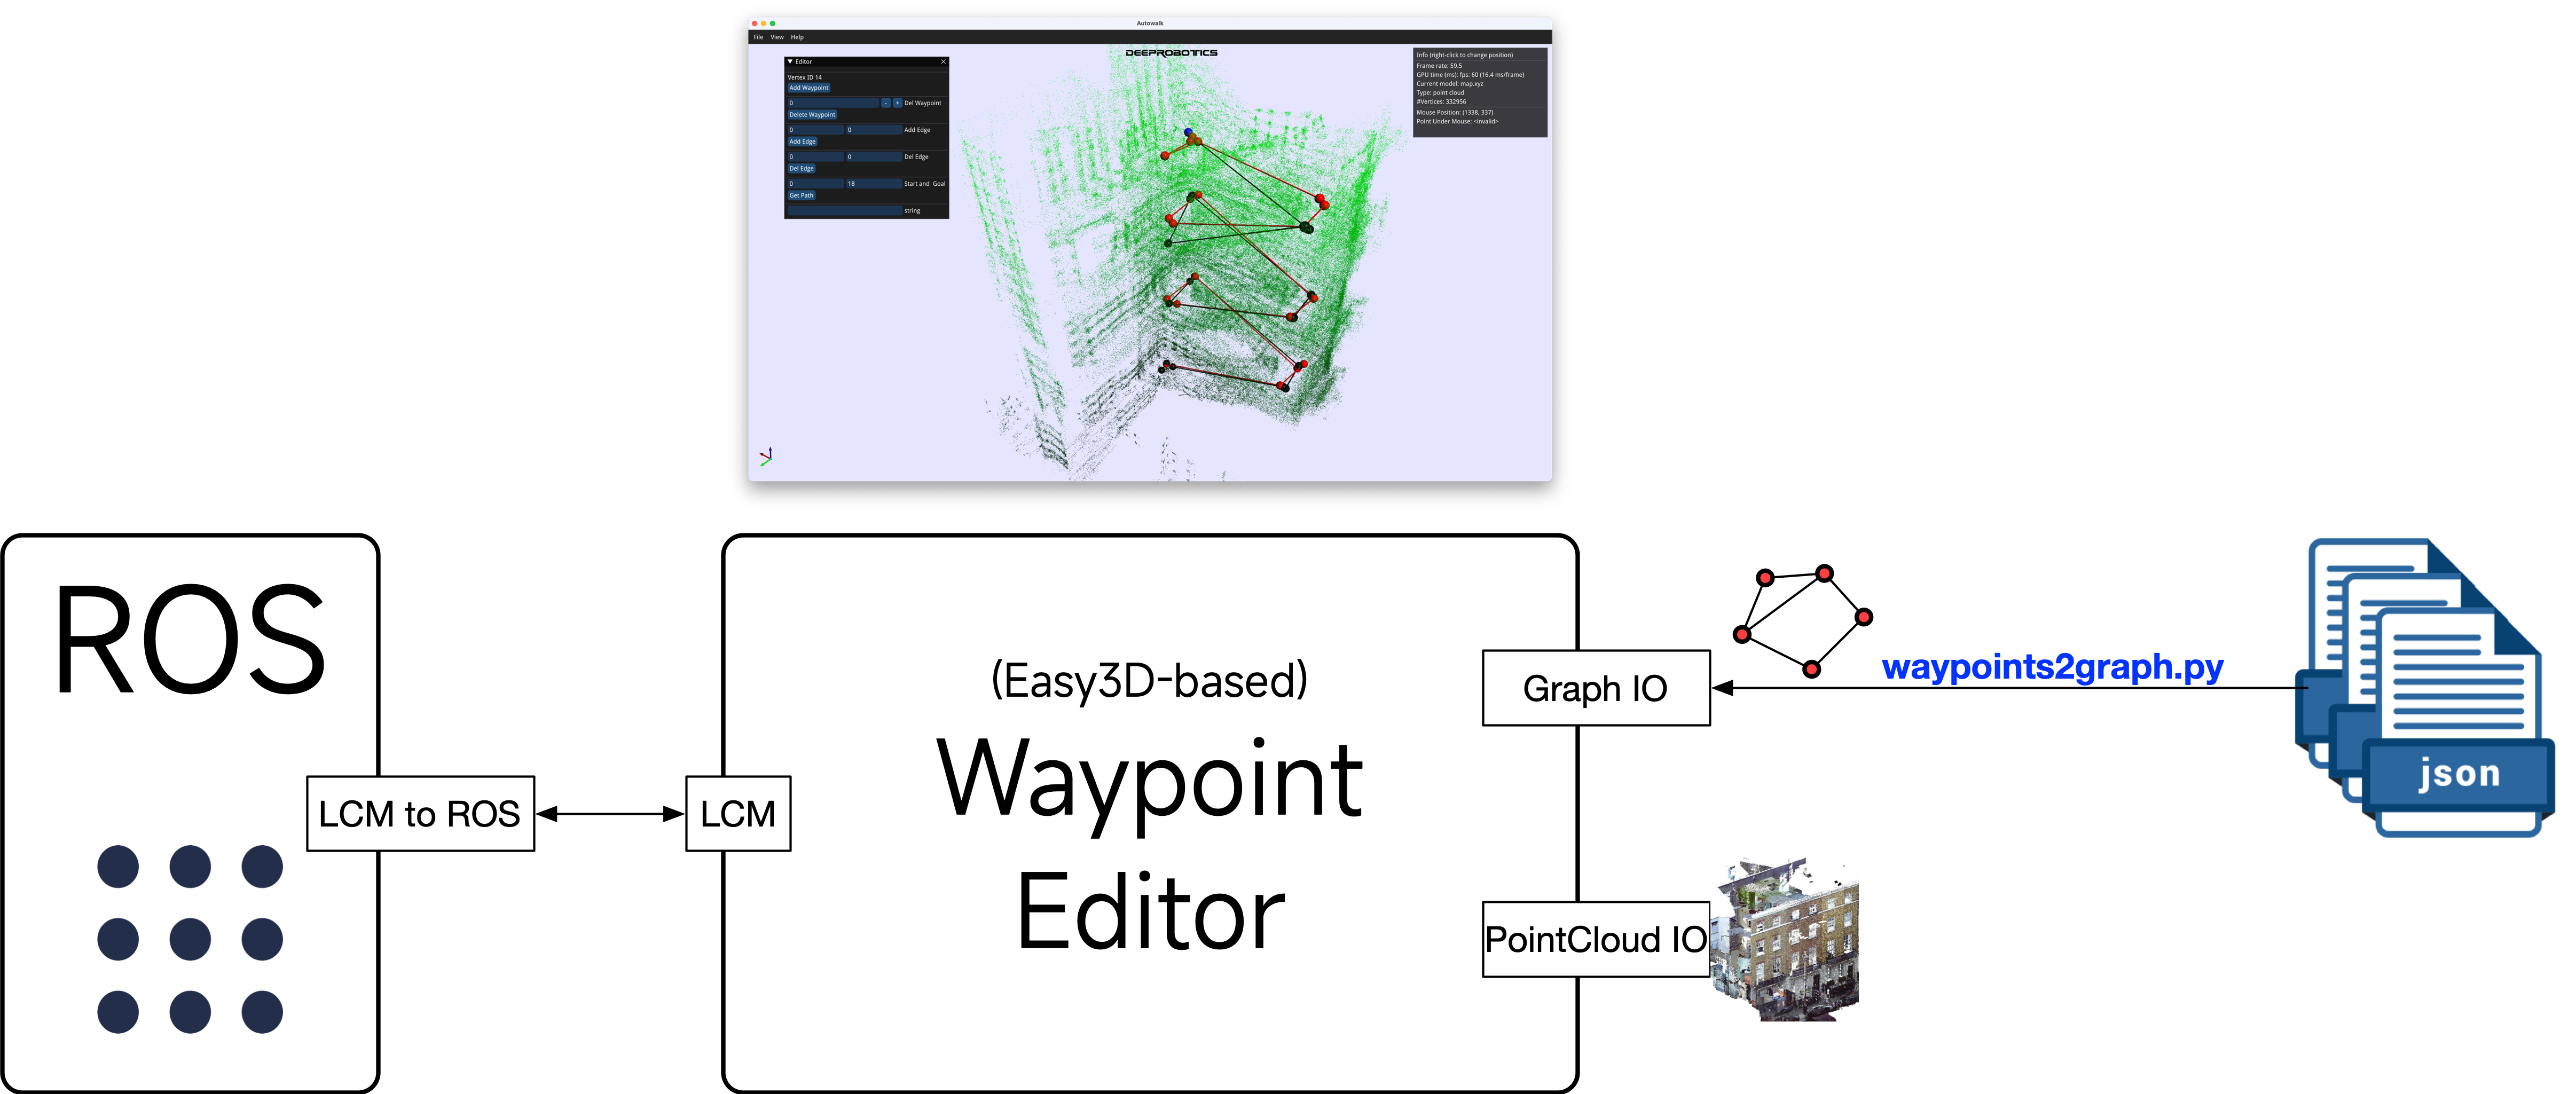 Autowalk
File View Help
DEEPROBOTICS
Editor
Vertex ID 14
Add Waypoint
0 - + Del Waypoint
Delete Waypoint
0 0 Add Edge
Add Edge
0 0 Del Edge
Del Edge
0 18 Start and Goal
Get Path
string
Info (right-click to change position)
Frame rate: 59.5
GPU time (ms): fps: 60 (16.4 ms/frame)
Current model: map.xyz
Type: point cloud
#Vertices: 332956
Mouse Position: (1338, 337)
Point Under Mouse: <invalid>
ROS
LCM to ROS
LCM
(Easy3D-based)
Waypoint
Editor
Graph IO
PointCloud IO
waypoints2graph.py
json